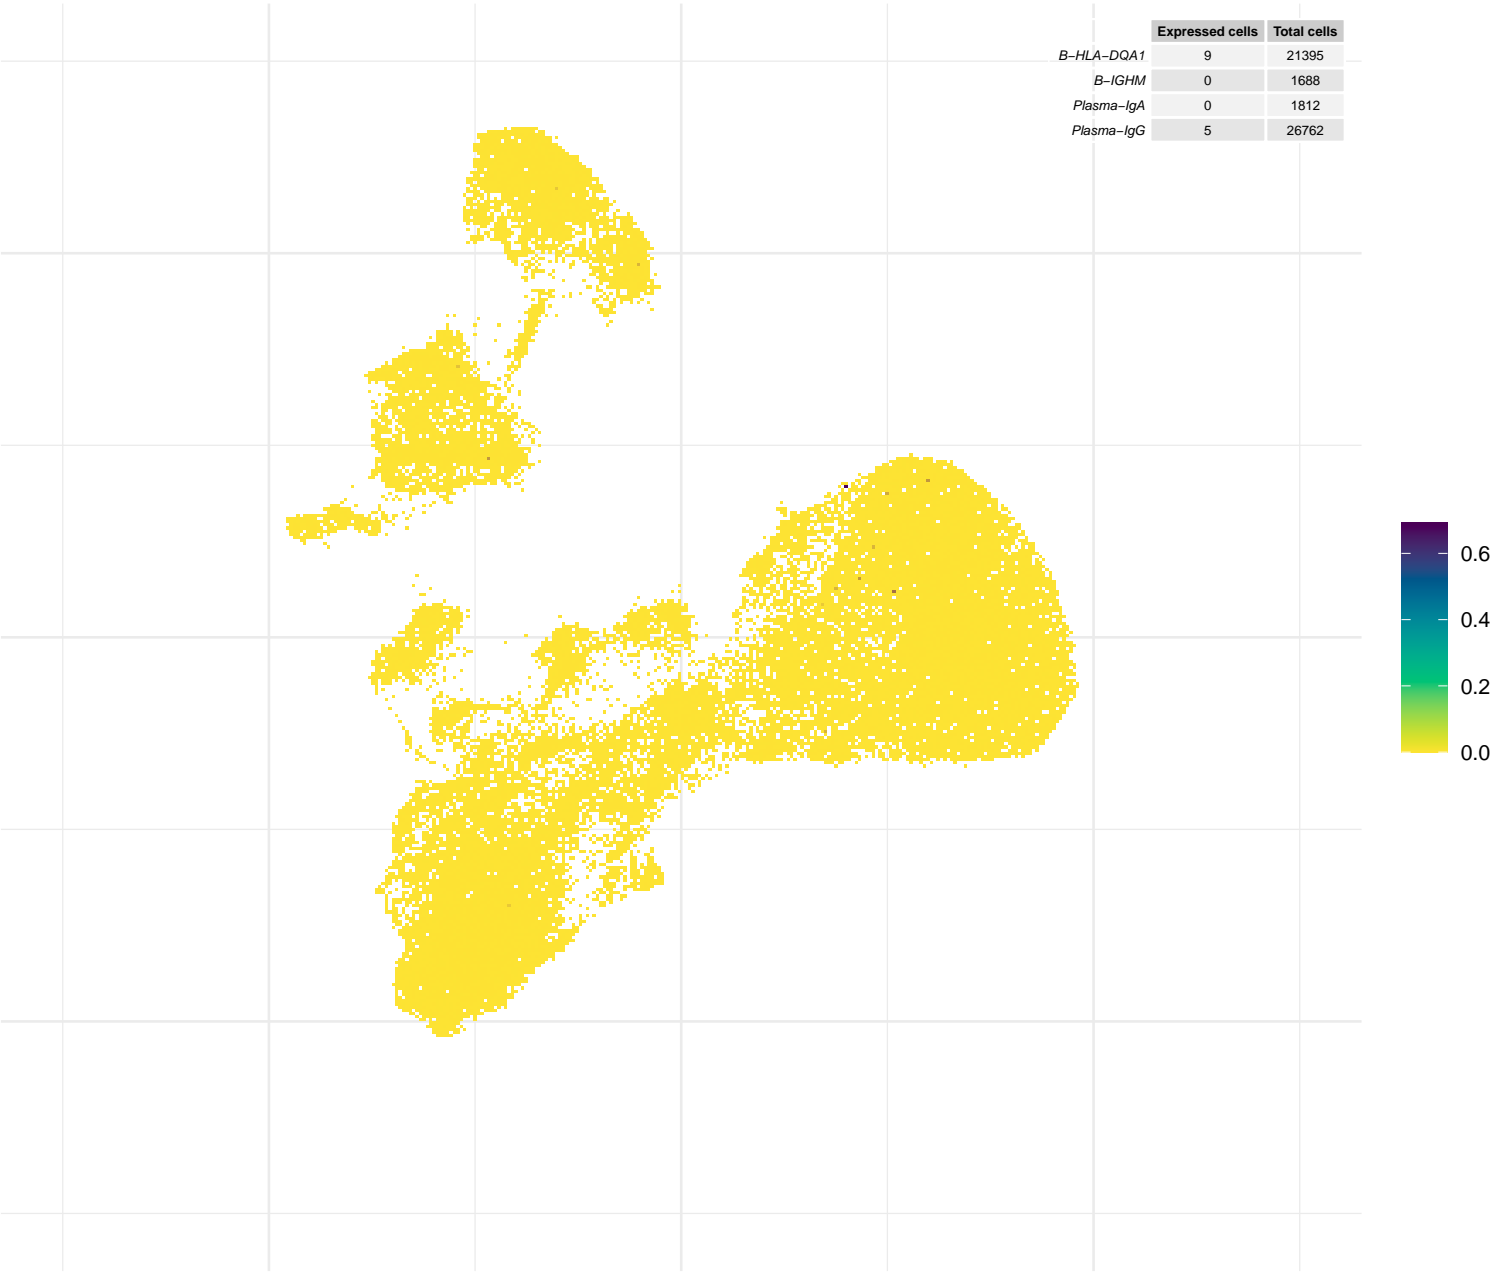 Expressed cells Total cells
B−HLA−DQA1 9 21395
B−IGHM 0 1688
Plasma−IgA 0 1812
Plasma−IgG 5 26762
0.6
0.4
0.2
0.0